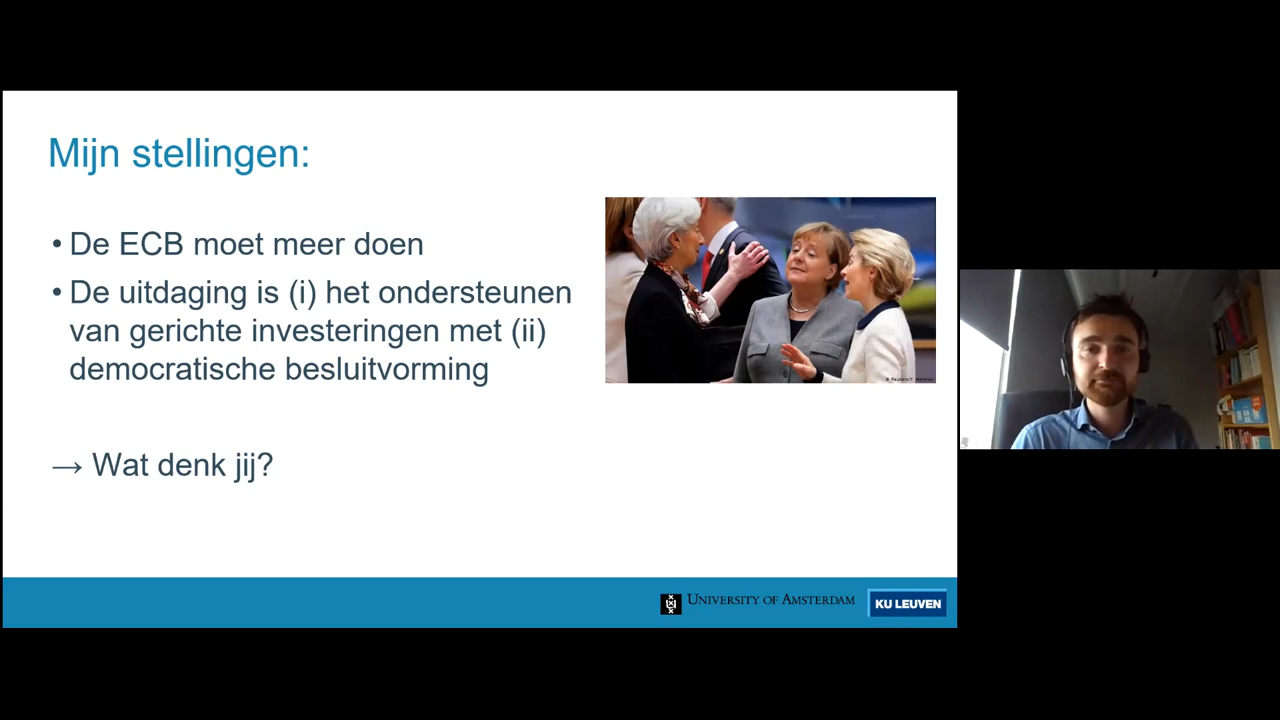 Mijn stellingen:
• De ECB moet meer doen
• De uitdaging is (i) het ondersteunen
van gerichte investeringen met (ii)
democratische besluitvorming
→ Wat denk jij?
UNIVERSITY OF AMSTERDAM
KU LEUVEN